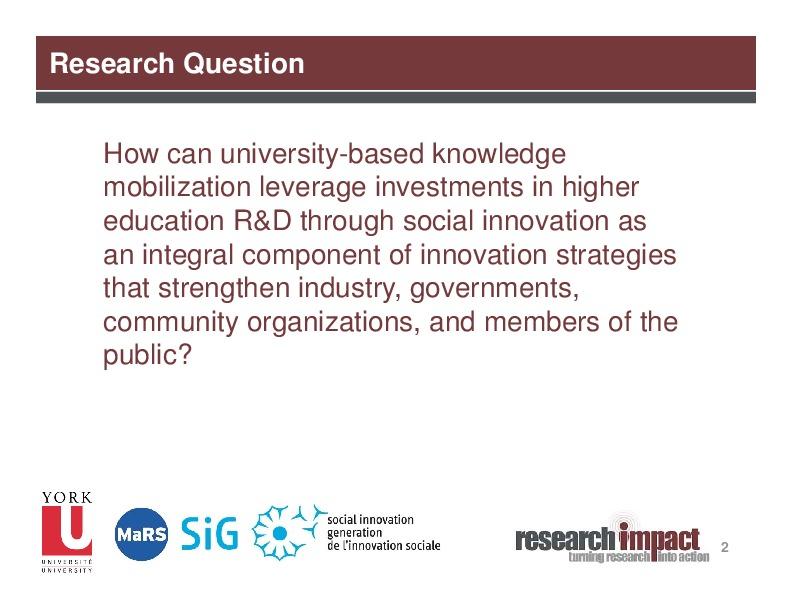 Research Question
How can university-based knowledge
mobilization leverage investments in higher
education R&D through social innovation as
an integral component of innovation strategies
that strengthen industry, governments,
community organizations, and members of the
public?
YORK
U
UNIVERSITÉ
UNIVERSITY
MaRS
SiG
social innovation
generation
de l'innovation sociale
researchimpact
turning research into action
2